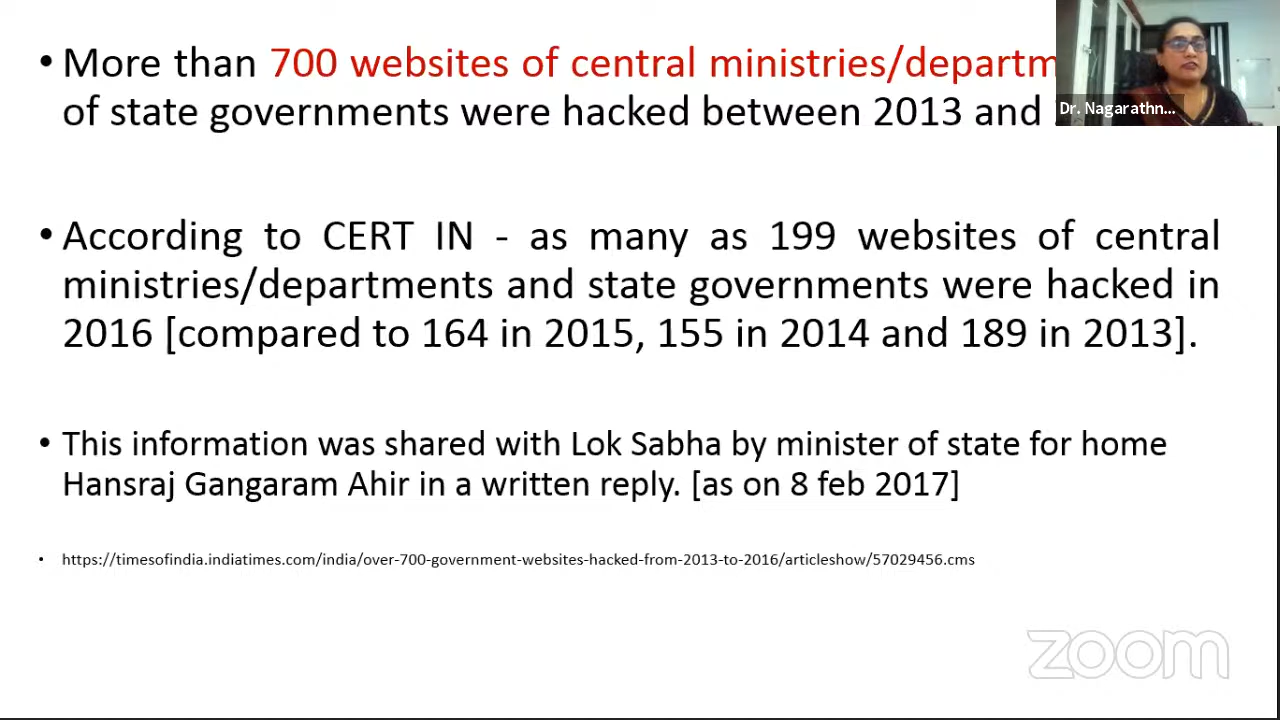 • More than 700 websites of central ministries/departm
of state governments were hacked between 2013 and
Dr. Nagarathn...
• According to CERT IN - as many as 199 websites of central
ministries/departments and state governments were hacked in
2016 [compared to 164 in 2015, 155 in 2014 and 189 in 2013].
• This information was shared with Lok Sabha by minister of state for home
Hansraj Gangaram Ahir in a written reply. [as on 8 feb 2017]
• https://timesofindia.indiatimes.com/india/over-700-government-websites-hacked-from-2013-to-2016/articleshow/57029456.cms
zoom